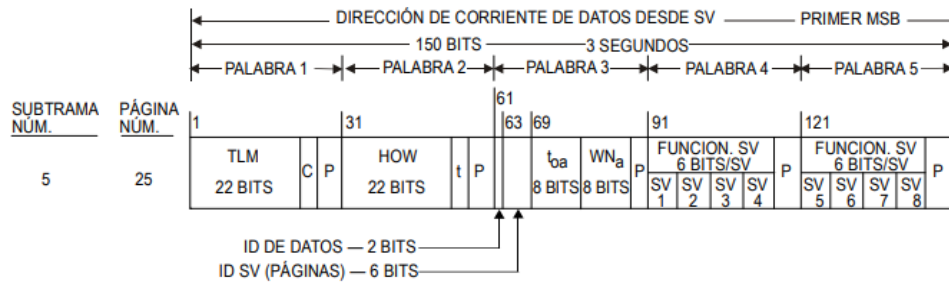 DIRECCIÓN DE CORRIENTE DE DATOS DESDE SV PRIMER MSB
150 BITS 3 SEGUNDOS
PALABRA 1 PALABRA 2 PALABRA 3 PALABRA 4 PALABRA 5
SUBTRAMA NÚM.
PÁGINA NÚM.
1 31 61 63 69 91 121
5 25
TLM 22 BITS C P
HOW 22 BITS t P
toa 8 BITS WNa 8 BITS P
FUNCION. SV 6 BITS/SV P
SV 1 SV 2 SV 3 SV 4
FUNCION. SV 6 BITS/SV P
SV 5 SV 6 SV 7 SV 8
ID DE DATOS — 2 BITS
ID SV (PÁGINAS) — 6 BITS